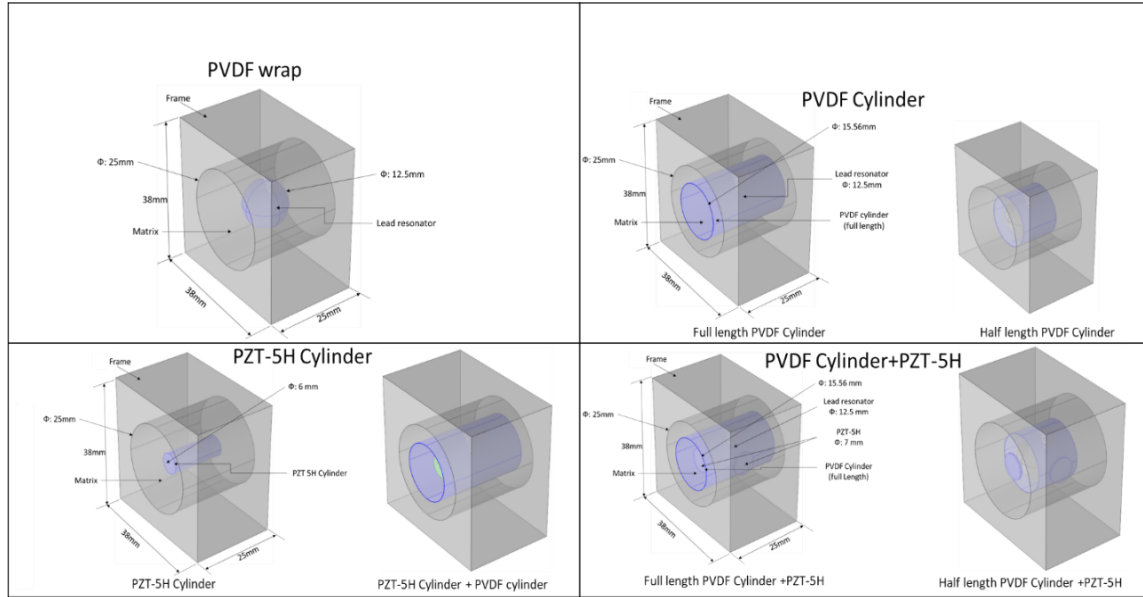 PVDF wrap
Frame
Φ: 25mm
Φ: 12.5mm
38mm
Lead resonator
Matrix
38mm
25mm
PVDF Cylinder
Frame
Φ: 15.56mm
Φ: 25mm
Lead resonator
Φ: 12.5mm
38mm
PVDF cylinder
(full length)
Matrix
38mm
25mm
Full length PVDF Cylinder
Half length PVDF Cylinder
PZT-5H Cylinder
Frame
Φ: 6 mm
Φ: 25mm
38mm
PZT 5H Cylinder
Matrix
38mm
25mm
PZT-5H Cylinder
PZT-5H Cylinder + PVDF cylinder
PVDF Cylinder+PZT-5H
Frame
Φ: 15.56 mm
Lead resonator
Φ: 12.5 mm
Φ: 25mm
PZT-5H
Φ: 7 mm
38mm
PVDF Cylinder
(full Length)
Matrix
38mm
25mm
Full length PVDF Cylinder +PZT-5H
Half length PVDF Cylinder +PZT-5H